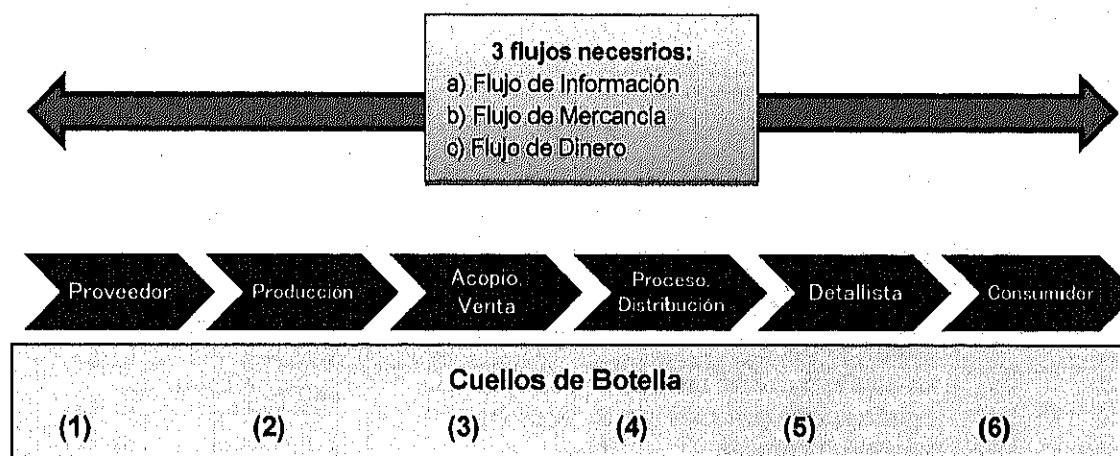 3 flujos necesrios:
a) Flujo de Información
b) Flujo de Mercancía
c) Flujo de Dinero
Proveedor
Producción
Acopio,
Venta
Proceso,
Distribución
Detallista
Consumidor
Cuellos de Botella
(1) (2) (3) (4) (5) (6)